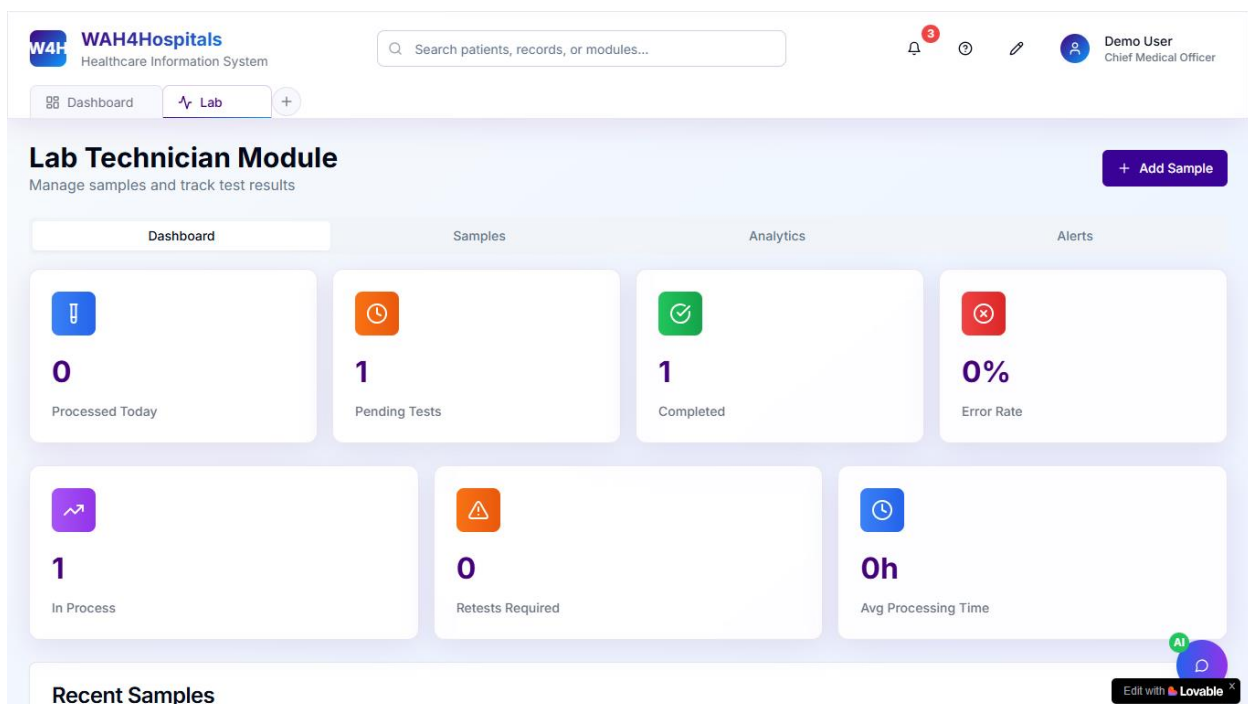 W4H
WAH4Hospitals
Healthcare Information System
Search patients, records, or modules...
3
Demo User
Chief Medical Officer
Dashboard
Lab
+
Lab Technician Module
Manage samples and track test results
+ Add Sample
Dashboard
Samples
Analytics
Alerts
0
Processed Today
1
Pending Tests
1
Completed
0%
Error Rate
1
In Process
0
Retests Required
0h
Avg Processing Time
AI
Recent Samples
Edit with Lovable X